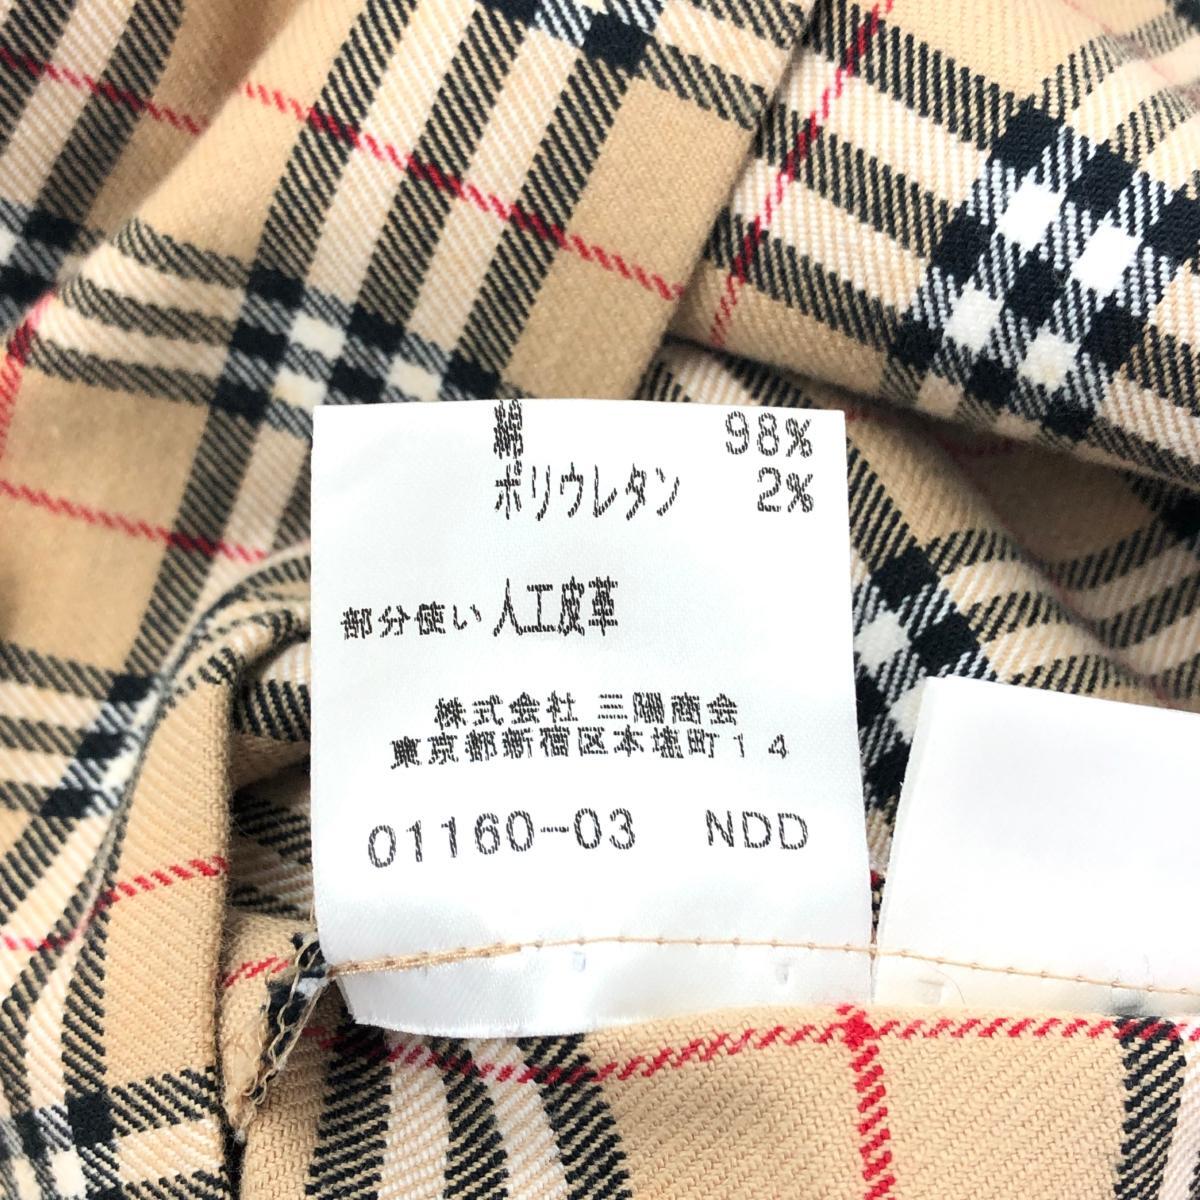 綿 98%
ポリウレタン 2%
部分使い 人工皮革
株式会社 三陽商会
東京都新宿区本塩町14
01160-03 NDD